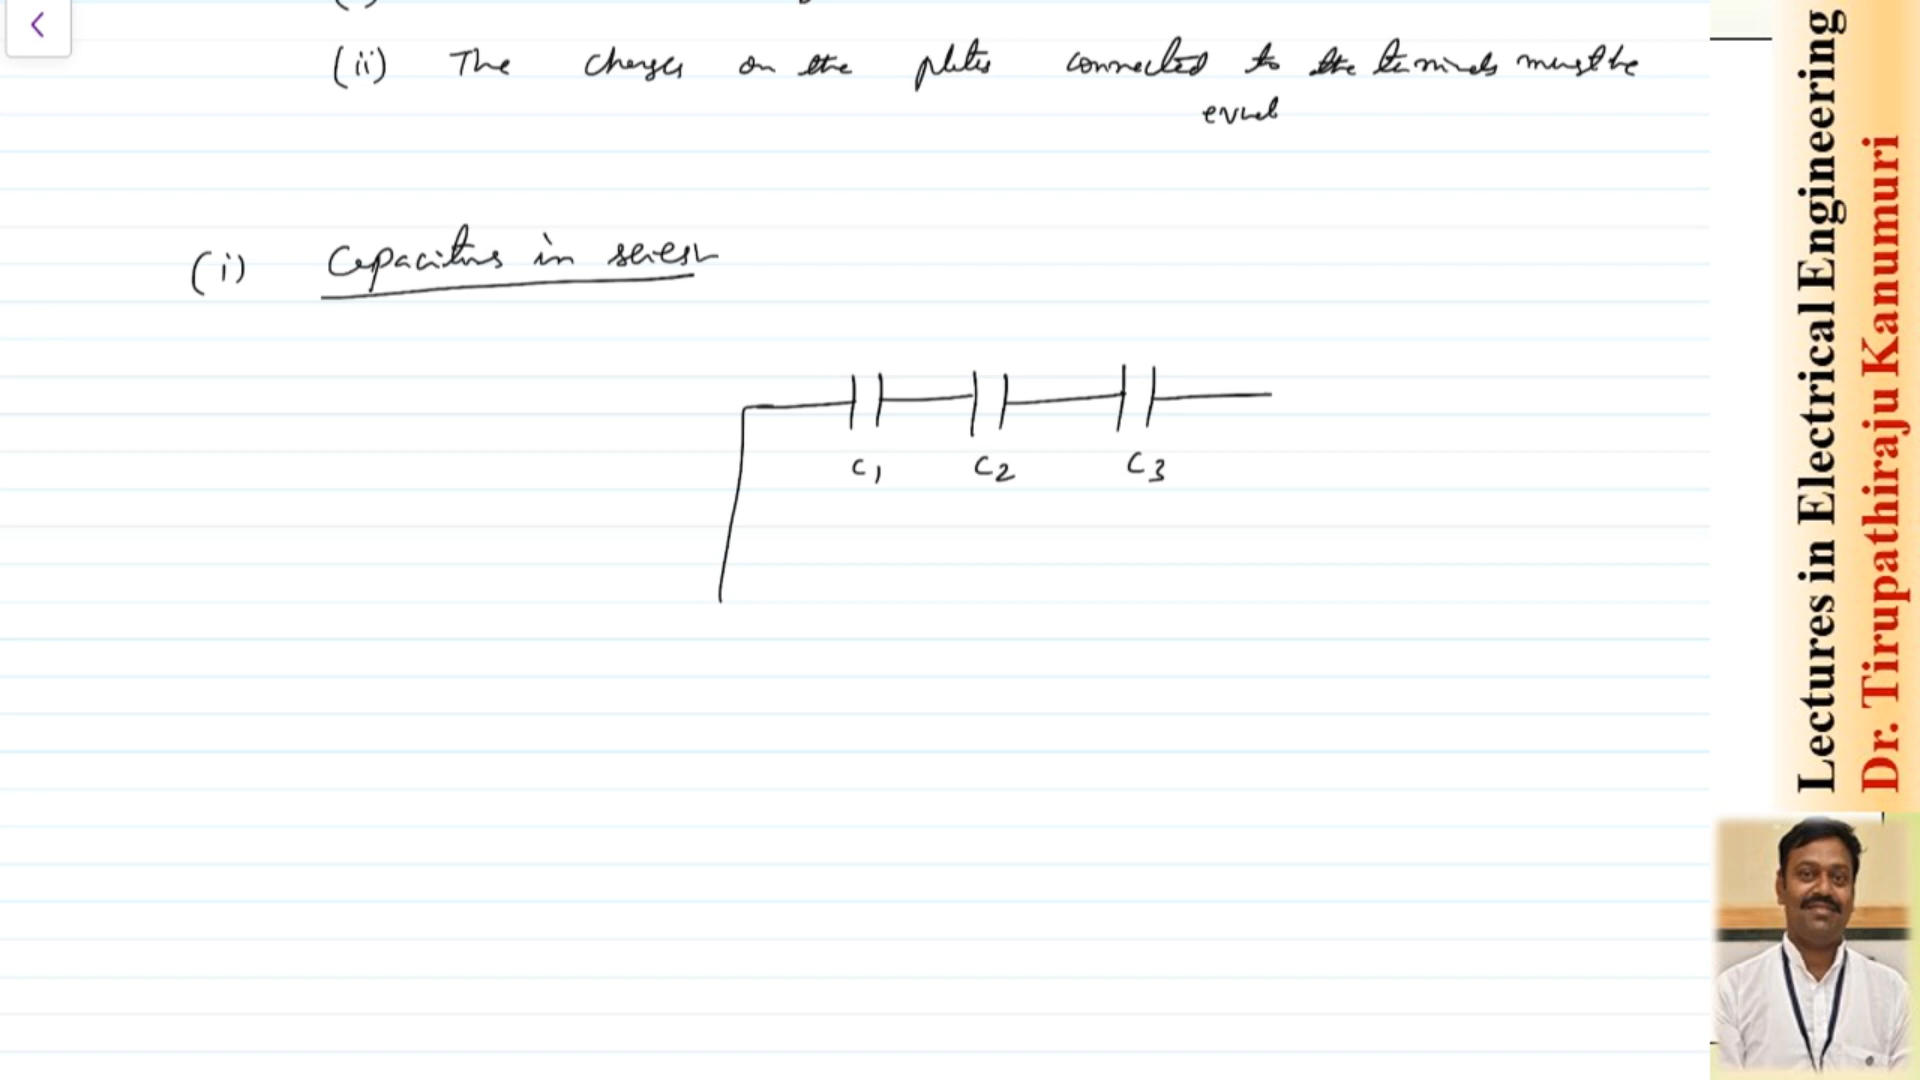 (ii) The charges on the plates connected to the terminals must be
equal
(i) Capacitors in series
C1 C2 C3
Lectures in Electrical Engineering
Dr. Tirupathiraju Kanumuri